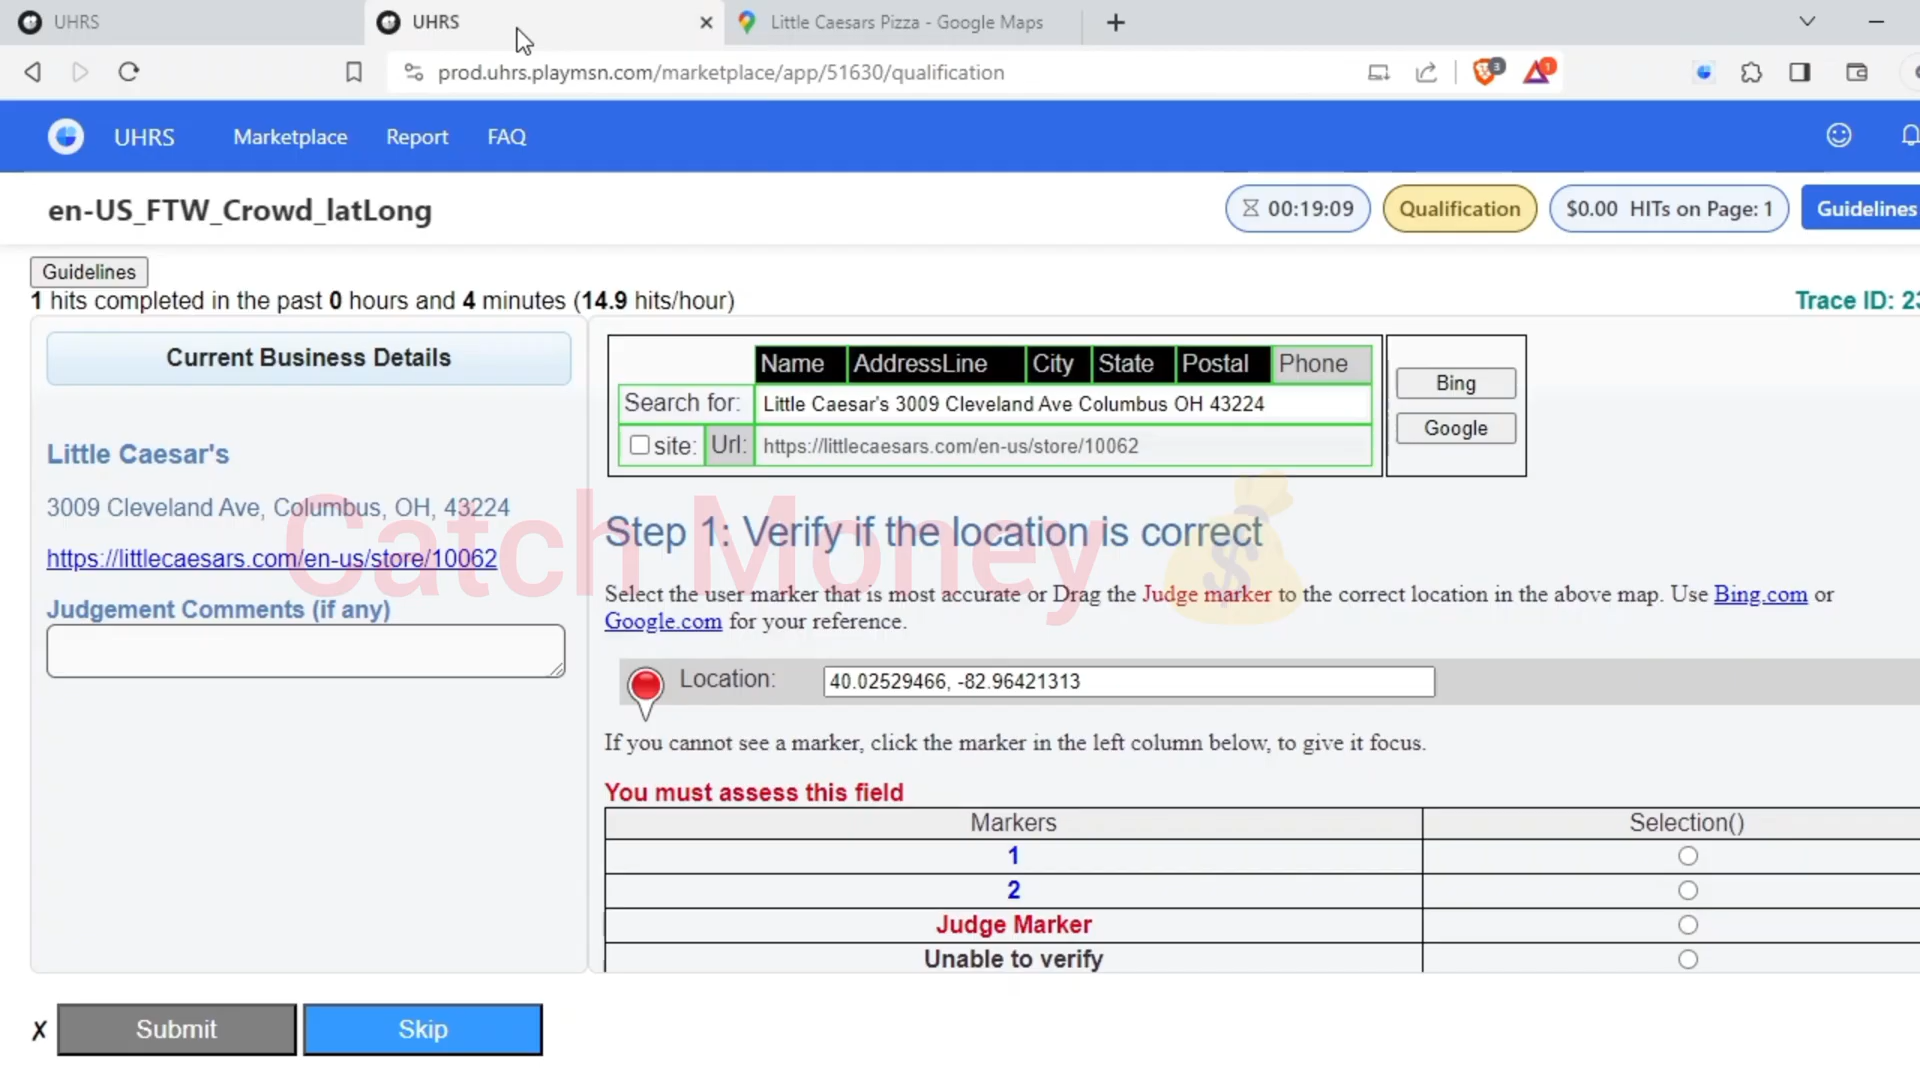 UHRS
UHRS
Little Caesars Pizza - Google Maps
prod.uhrs.playmsn.com/marketplace/app/51630/qualification
3
1
UHRS
Marketplace
Report
FAQ
en-US_FTW_Crowd_latLong
00:19:09
Qualification
$0.00 HITs on Page: 1
Guidelines
Guidelines
1 hits completed in the past 0 hours and 4 minutes (14.9 hits/hour)
Trace ID: 23
Current Business Details
Little Caesar's
3009 Cleveland Ave, Columbus, OH, 43224
https://littlecaesars.com/en-us/store/10062
Judgement Comments (if any)
Name AddressLine City State Postal Phone
Search for: Little Caesar's 3009 Cleveland Ave Columbus OH 43224
site: Url: https://littlecaesars.com/en-us/store/10062
Bing
Google
Catch Money
Step 1: Verify if the location is correct
Select the user marker that is most accurate or Drag the Judge marker to the correct location in the above map. Use Bing.com or
Google.com for your reference.
Location: 40.02529466, -82.96421313
If you cannot see a marker, click the marker in the left column below, to give it focus.
You must assess this field
Markers Selection()
1
2
Judge Marker
Unable to verify
X Submit Skip